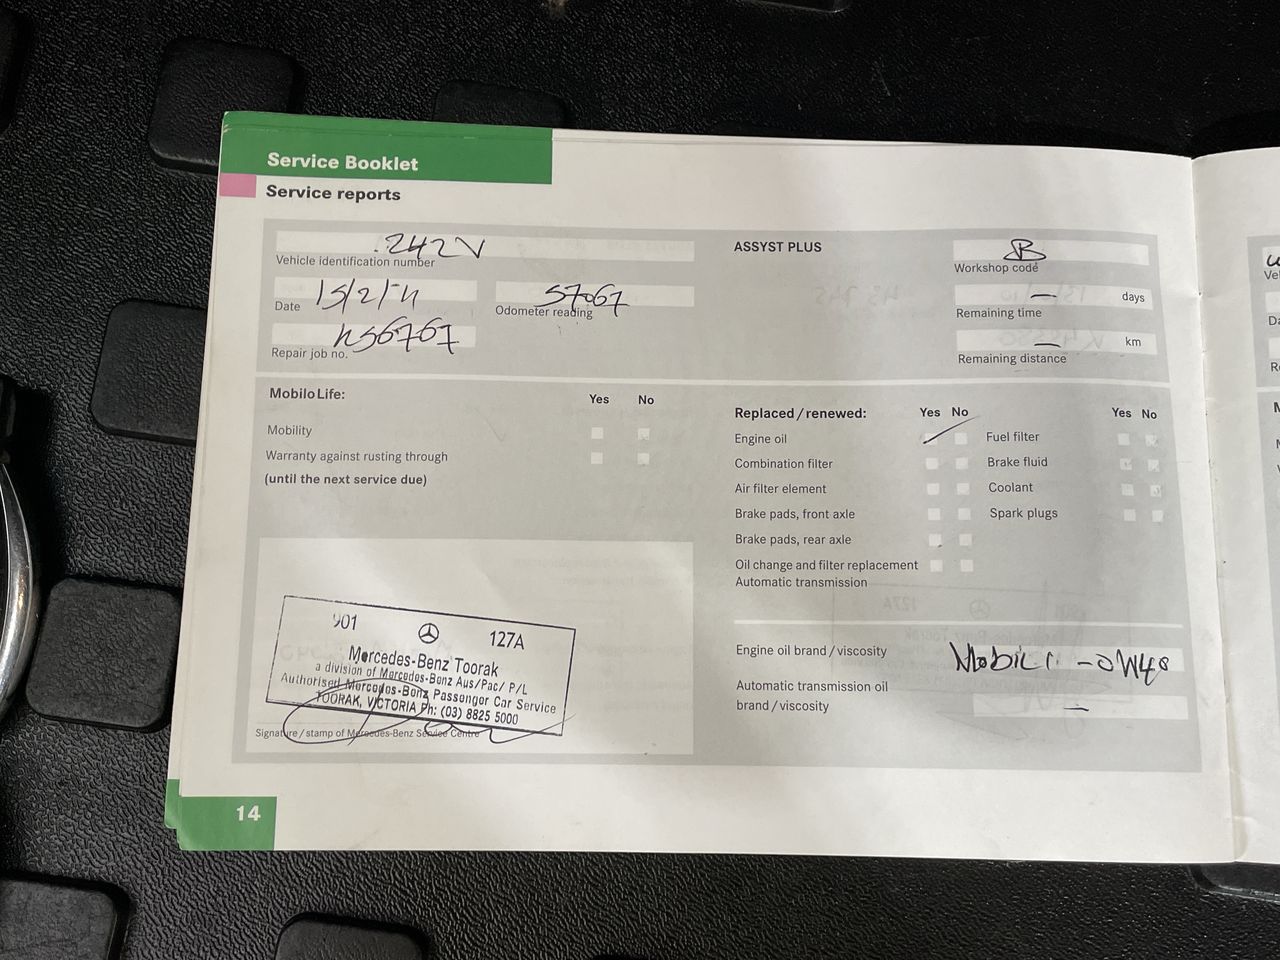 Service Booklet
Service reports
.242V
Vehicle identification number
Date 15/2/11
57067
Odometer reading
Repair job no.
ASSYST PLUS
B
Workshop code
— days
Remaining time
— km
Remaining distance
Mobilo Life:
Yes No
Mobility
Warranty against rusting through
(until the next service due)
Replaced / renewed: Yes No
Engine oil
Combination filter
Air filter element
Brake pads, front axle
Brake pads, rear axle
Oil change and filter replacement
Automatic transmission
Yes No
Fuel filter
Brake fluid
Coolant
Spark plugs
901 127A
Mercedes-Benz Toorak
a division of Mercedes-Benz Aus/Pac/ P/L
Authorised Mercedes-Benz Passenger Car Service
TOORAK, VICTORIA Ph: (03) 8825 5000
Signature / stamp of Mercedes-Benz Service Centre
Engine oil brand / viscosity Mobil 1 - 0W40
Automatic transmission oil
brand / viscosity —
14